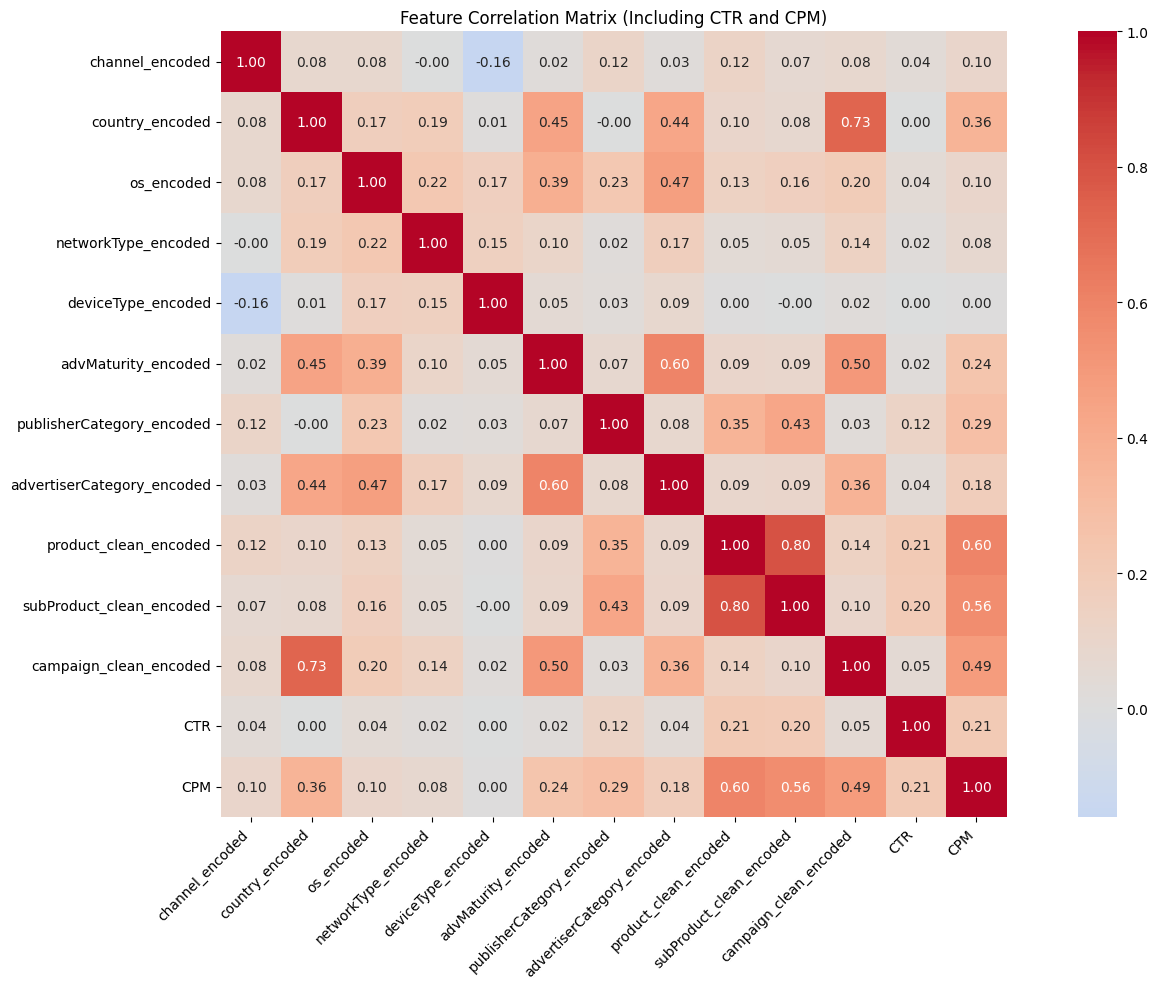 Feature Correlation Matrix (Including CTR and CPM)
channel_encoded 1.00 0.08 0.08 -0.00 -0.16 0.02 0.12 0.03 0.12 0.07 0.08 0.04 0.10
country_encoded 0.08 1.00 0.17 0.19 0.01 0.45 -0.00 0.44 0.10 0.08 0.73 0.00 0.36
os_encoded 0.08 0.17 1.00 0.22 0.17 0.39 0.23 0.47 0.13 0.16 0.20 0.04 0.10
networkType_encoded -0.00 0.19 0.22 1.00 0.15 0.10 0.02 0.17 0.05 0.05 0.14 0.02 0.08
deviceType_encoded -0.16 0.01 0.17 0.15 1.00 0.05 0.03 0.09 0.00 -0.00 0.02 0.00 0.00
advMaturity_encoded 0.02 0.45 0.39 0.10 0.05 1.00 0.07 0.60 0.09 0.09 0.50 0.02 0.24
publisherCategory_encoded 0.12 -0.00 0.23 0.02 0.03 0.07 1.00 0.08 0.35 0.43 0.03 0.12 0.29
advertiserCategory_encoded 0.03 0.44 0.47 0.17 0.09 0.60 0.08 1.00 0.09 0.09 0.36 0.04 0.18
product_clean_encoded 0.12 0.10 0.13 0.05 0.00 0.09 0.35 0.09 1.00 0.80 0.14 0.21 0.60
subProduct_clean_encoded 0.07 0.08 0.16 0.05 -0.00 0.09 0.43 0.09 0.80 1.00 0.10 0.20 0.56
campaign_clean_encoded 0.08 0.73 0.20 0.14 0.02 0.50 0.03 0.36 0.14 0.10 1.00 0.05 0.49
CTR 0.04 0.00 0.04 0.02 0.00 0.02 0.12 0.04 0.21 0.20 0.05 1.00 0.21
CPM 0.10 0.36 0.10 0.08 0.00 0.24 0.29 0.18 0.60 0.56 0.49 0.21 1.00
channel_encoded
country_encoded
os_encoded
networkType_encoded
deviceType_encoded
advMaturity_encoded
publisherCategory_encoded
advertiserCategory_encoded
product_clean_encoded
subProduct_clean_encoded
campaign_clean_encoded
CTR
CPM
1.0
0.8
0.6
0.4
0.2
0.0